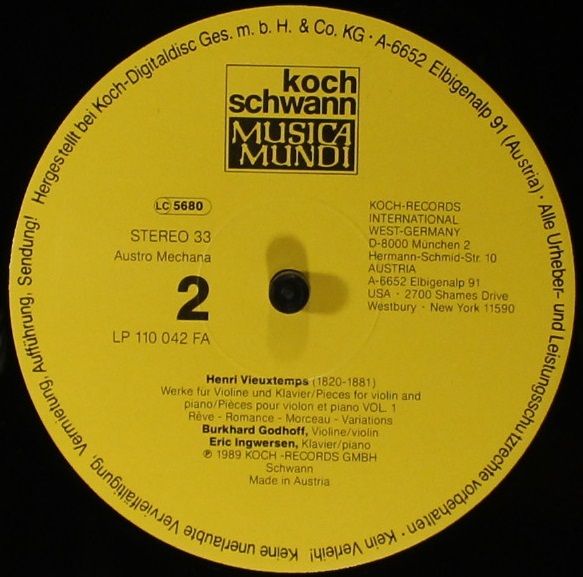 Hergestellt bei Koch-Digitaldisc Ges. m. b. H. & Co. KG · A-6652 Elbigenalp 91 (Austria) · Alle Urheber- und Leistungsschutzrechte vorbehalten · Kein Verleih! Keine unerlaubte Vervielfältigung, Vermietung, Aufführung, Sendung!
koch
schwann
MUSICA
MUNDI
LC 5680
STEREO 33
Austro Mechana
2
LP 110 042 FA
KOCH-RECORDS
INTERNATIONAL
WEST-GERMANY
D-8000 München 2
Hermann-Schmid-Str. 10
AUSTRIA
A-6652 Elbigenalp 91
USA · 2700 Shames Drive
Westbury · New York 11590
Henri Vieuxtemps (1820-1881)
Werke für Violine und Klavier/Pieces for violin and
piano/Pièces pour violon et piano VOL. 1
Rêve - Romance - Morceau - Variations
Burkhard Godhoff, Violine/violin
Eric Ingwersen, Klavier/piano
℗ 1989 KOCH -RECORDS GMBH
Schwann
Made in Austria